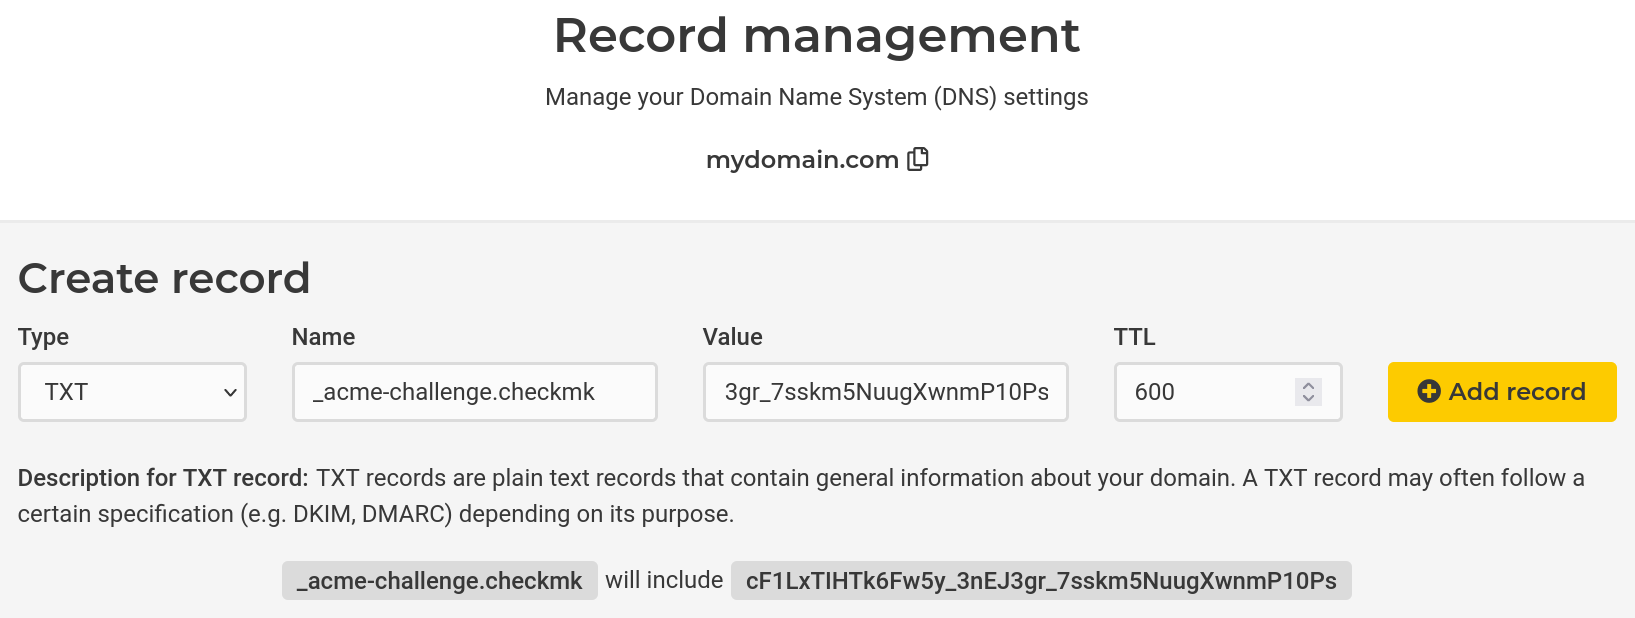 Record management
Manage your Domain Name System (DNS) settings
mydomain.com
Create record
Type Name Value TTL
TXT _acme-challenge.checkmk 3gr_7sskm5NuugXwnmP10Ps 600 Add record
Description for TXT record: TXT records are plain text records that contain general information about your domain. A TXT record may often follow a
certain specification (e.g. DKIM, DMARC) depending on its purpose.
_acme-challenge.checkmk will include cF1LxTIHTk6Fw5y_3nEJ3gr_7sskm5NuugXwnmP10Ps